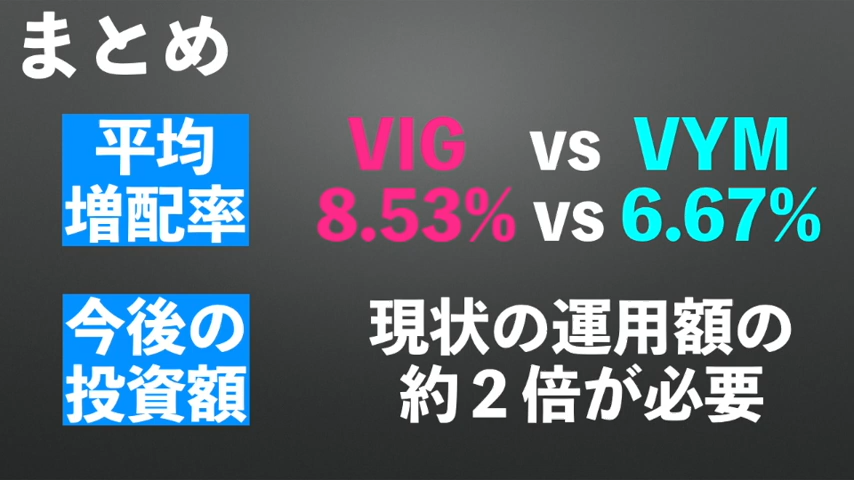 まとめ
平均
増配率
VIG vs VYM
8.53% vs 6.67%
今後の
投資額
現状の運用額の
約2倍が必要